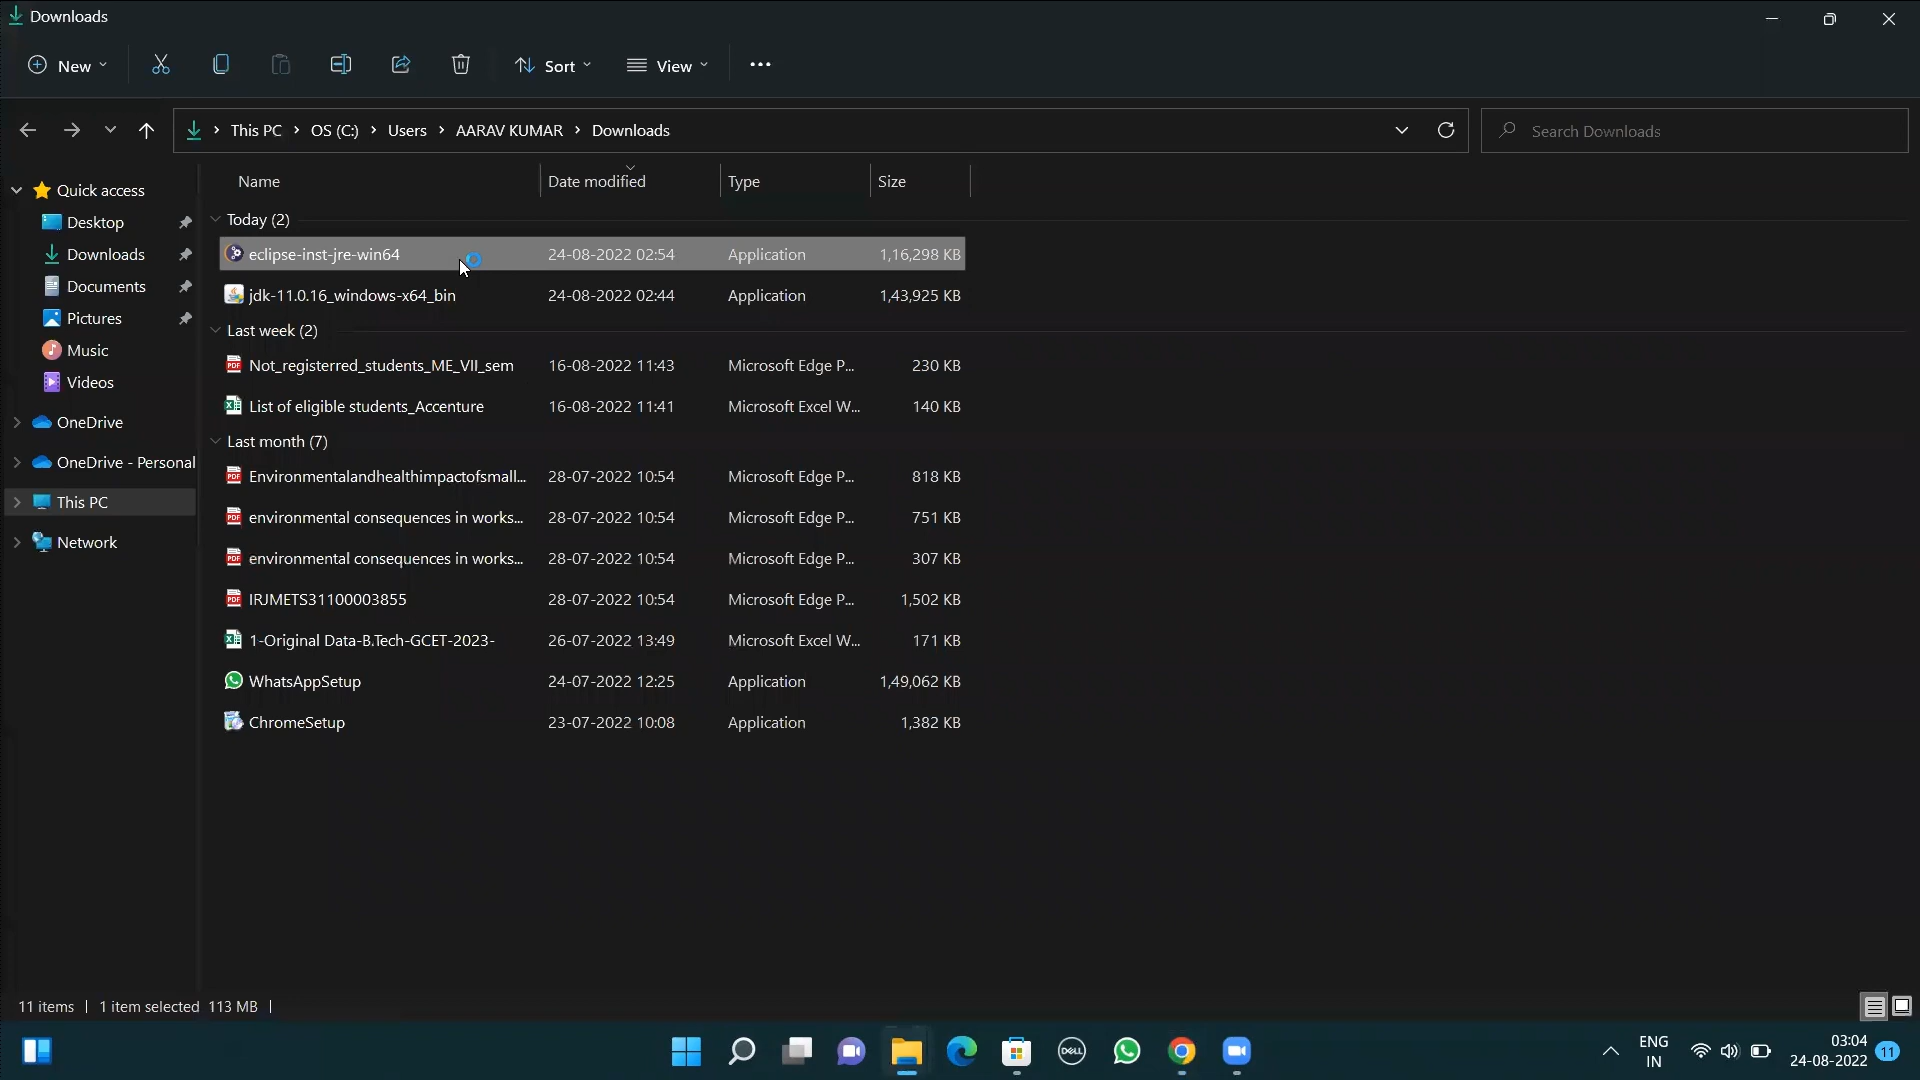 Downloads
New
Sort
View
This PC
OS (C:)
Users
AARAV KUMAR
Downloads
Search Downloads
Quick access
Desktop
Downloads
Documents
Pictures
Music
Videos
OneDrive
OneDrive - Personal
This PC
Network
Name Date modified Type Size
Today (2)
eclipse-inst-jre-win64 24-08-2022 02:54 Application 1,16,298 KB
jdk-11.0.16_windows-x64_bin 24-08-2022 02:44 Application 1,43,925 KB
Last week (2)
Not_registerred_students_ME_VII_sem 16-08-2022 11:43 Microsoft Edge P... 230 KB
List of eligible students_Accenture 16-08-2022 11:41 Microsoft Excel W... 140 KB
Last month (7)
Environmentalandhealthimpactofsmall... 28-07-2022 10:54 Microsoft Edge P... 818 KB
environmental consequences in works... 28-07-2022 10:54 Microsoft Edge P... 751 KB
environmental consequences in works... 28-07-2022 10:54 Microsoft Edge P... 307 KB
IRJMETS31100003855 28-07-2022 10:54 Microsoft Edge P... 1,502 KB
1-Original Data-B.Tech-GCET-2023- 26-07-2022 13:49 Microsoft Excel W... 171 KB
WhatsAppSetup 24-07-2022 12:25 Application 1,49,062 KB
ChromeSetup 23-07-2022 10:08 Application 1,382 KB
11 items 1 item selected 113 MB
DELL
ENG
IN
03:04
24-08-2022
11